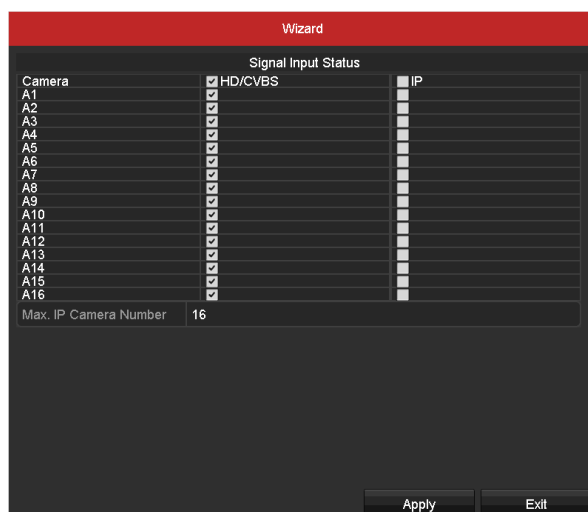 Wizard
Signal Input Status
Camera HD/CVBS IP
A1
A2
A3
A4
A5
A6
A7
A8
A9
A10
A11
A12
A13
A14
A15
A16
Max. IP Camera Number 16
Apply Exit